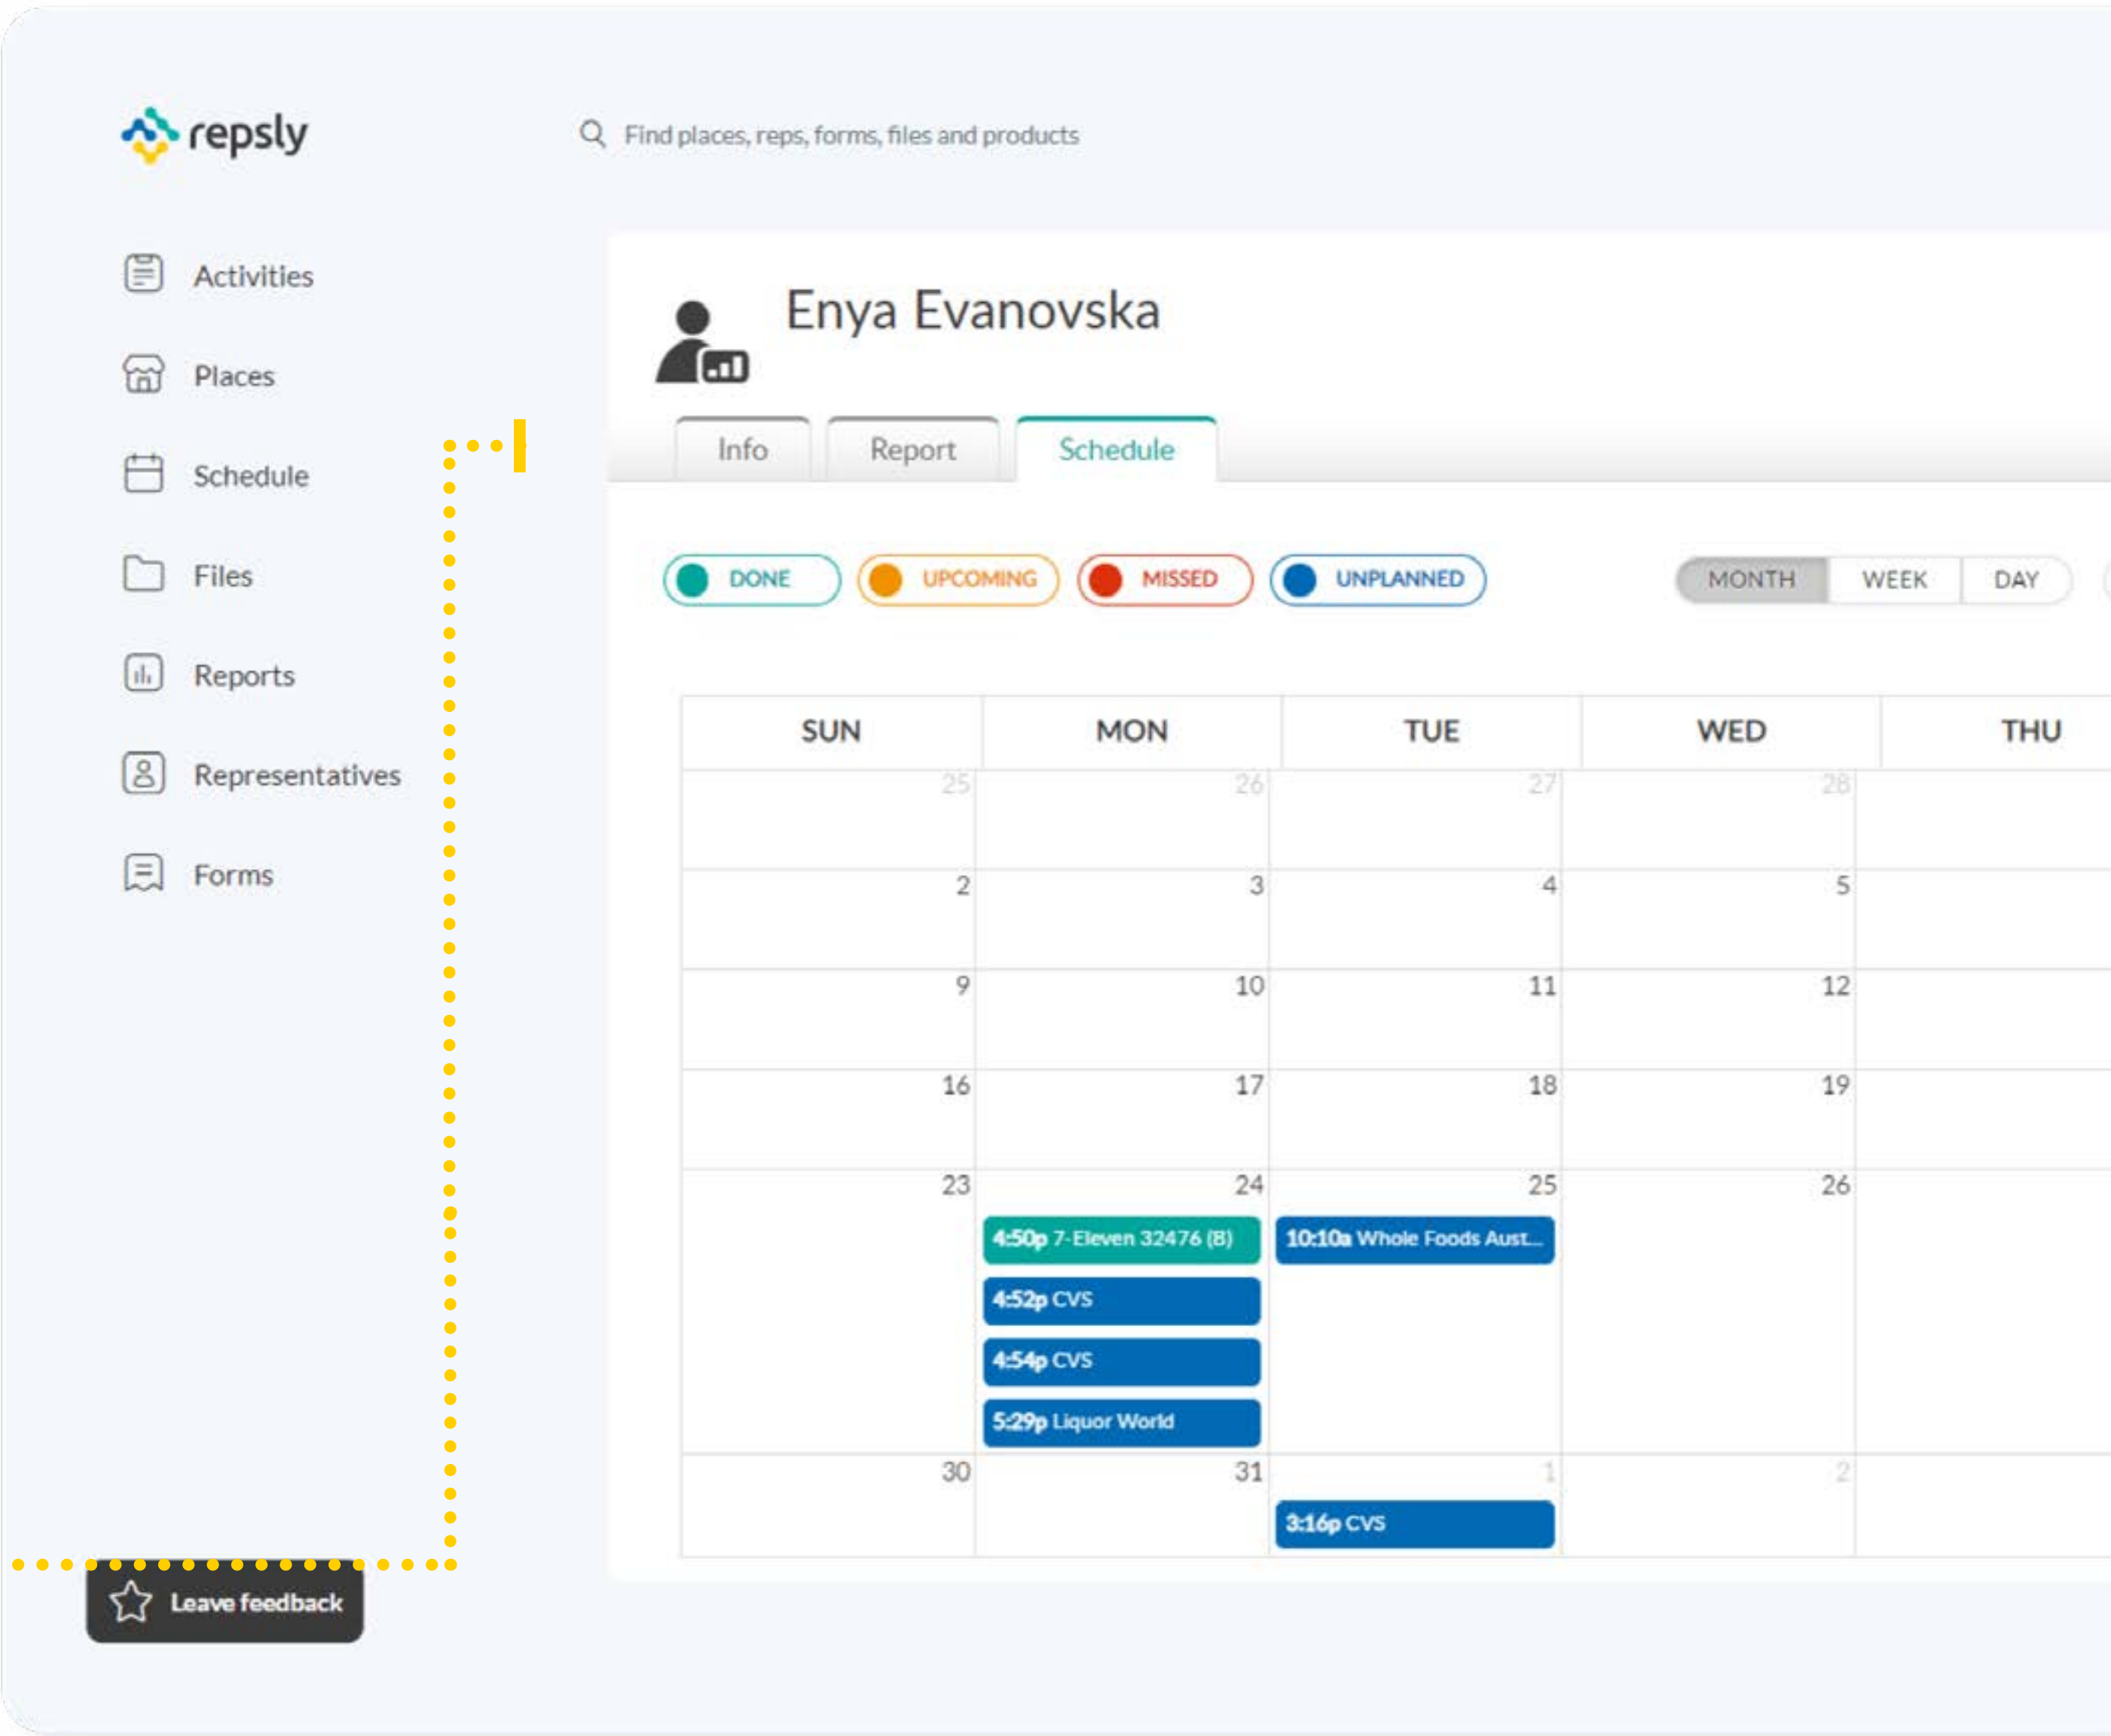 repsly
Find places, reps, forms, files and products
Activities
Places
Schedule
Files
Reports
Representatives
Forms
Leave feedback
Enya Evanovska
Info Report Schedule
DONE UPCOMING MISSED UNPLANNED MONTH WEEK DAY
SUN MON TUE WED THU
25 26 27 28
2 3 4 5
9 10 11 12
16 17 18 19
23 24 25 26
4:50p 7-Eleven 32476 (8) 10:10a Whole Foods Aust...
4:52p CVS
4:54p CVS
5:29p Liquor World
30 31 1 2
3:16p CVS